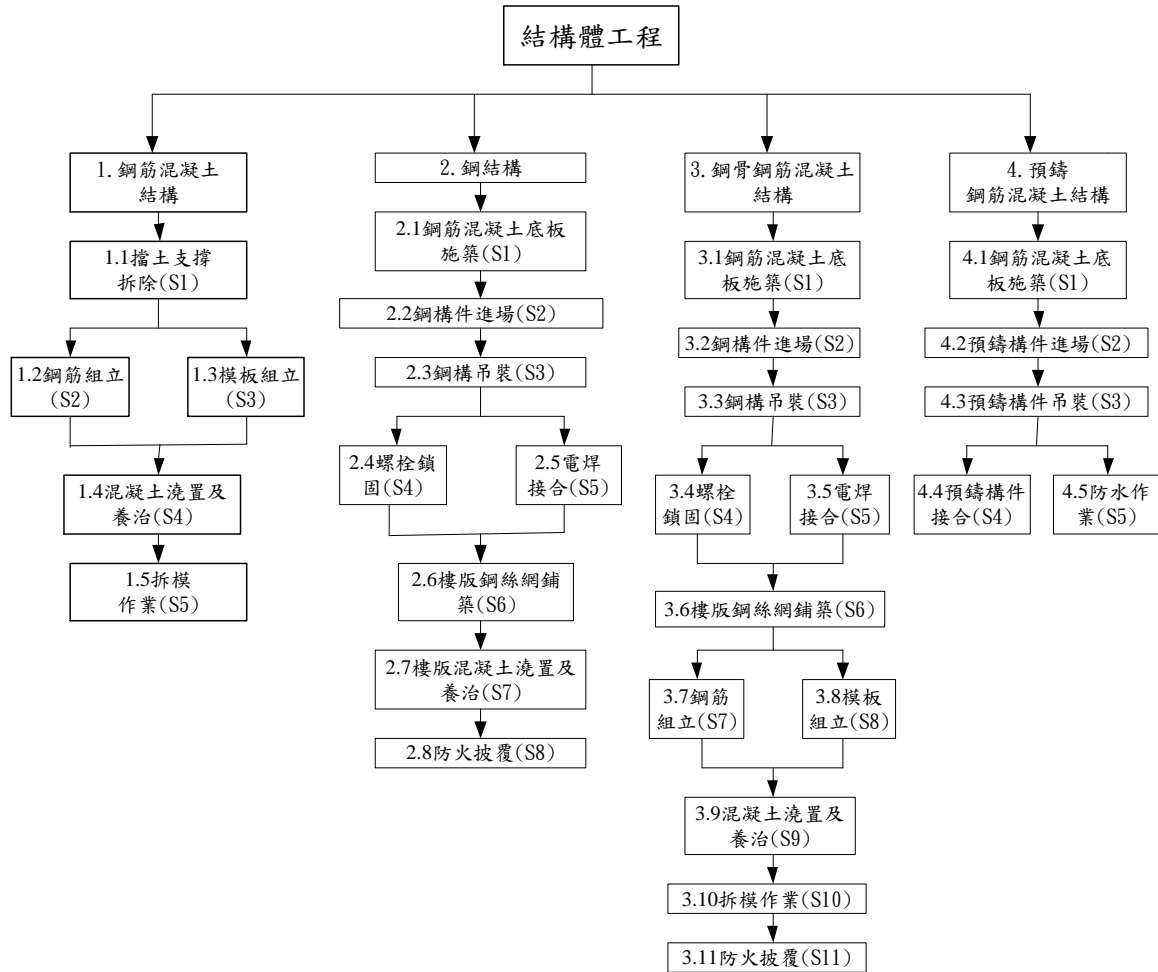 結構體工程
1. 鋼筋混凝土
結構
1.1擋土支撐
拆除(S1)
1.2鋼筋組立
(S2)
1.3模板組立
(S3)
1.4混凝土澆置及
養治(S4)
1.5拆模
作業(S5)
2. 鋼結構
2.1鋼筋混凝土底板
施築(S1)
2.2鋼構件進場(S2)
2.3鋼構吊裝(S3)
2.4螺栓鎖
固(S4)
2.5電焊
接合(S5)
2.6樓版鋼絲網鋪
築(S6)
2.7樓版混凝土澆置及
養治(S7)
2.8防火披覆(S8)
3. 鋼骨鋼筋混凝土
結構
3.1鋼筋混凝土底
板施築(S1)
3.2鋼構件進場(S2)
3.3鋼構吊裝(S3)
3.4螺栓
鎖固(S4)
3.5電焊
接合(S5)
3.6樓版鋼絲網鋪築(S6)
3.7鋼筋
組立(S7)
3.8模板
組立(S8)
3.9混凝土澆置及
養治(S9)
3.10拆模作業(S10)
3.11防火披覆(S11)
4. 預鑄
鋼筋混凝土結構
4.1鋼筋混凝土底
板施築(S1)
4.2預鑄構件進場(S2)
4.3預鑄構件吊裝(S3)
4.4預鑄構件
接合(S4)
4.5防水作
業(S5)